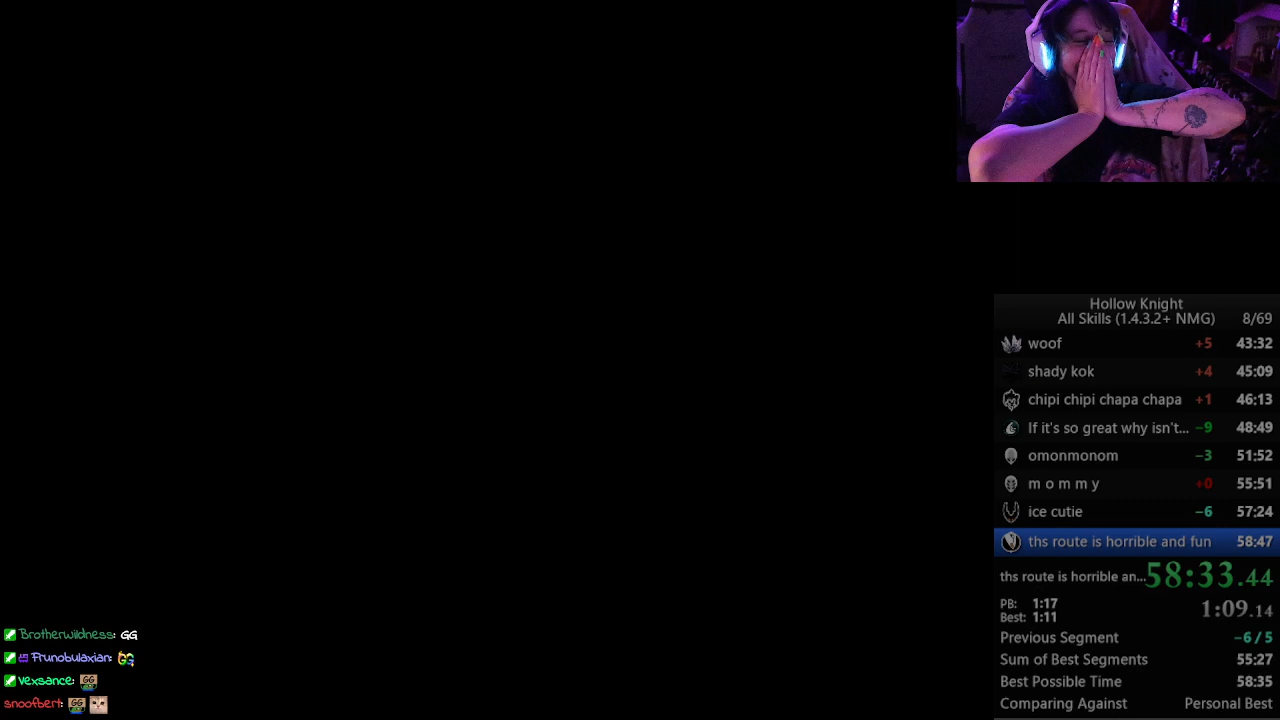 Hollow Knight
All Skills (1.4.3.2+ NMG) 8/69
woof +5 43:32
shady kok +4 45:09
chipi chipi chapa chapa +1 46:13
If it's so great why isn't... -9 48:49
omonmonom -3 51:52
m o m m y +0 55:51
ice cutie -6 57:24
ths route is horrible and fun 58:47
ths route is horrible an... 58:33.44
PB: 1:17
Best: 1:11
1:09.14
Previous Segment -6 / 5
Sum of Best Segments 55:27
Best Possible Time 58:35
Comparing Against Personal Best
Brotherwildness: GG
Frunobulaxian: GG
vexsance: GG
snoofbert: GG